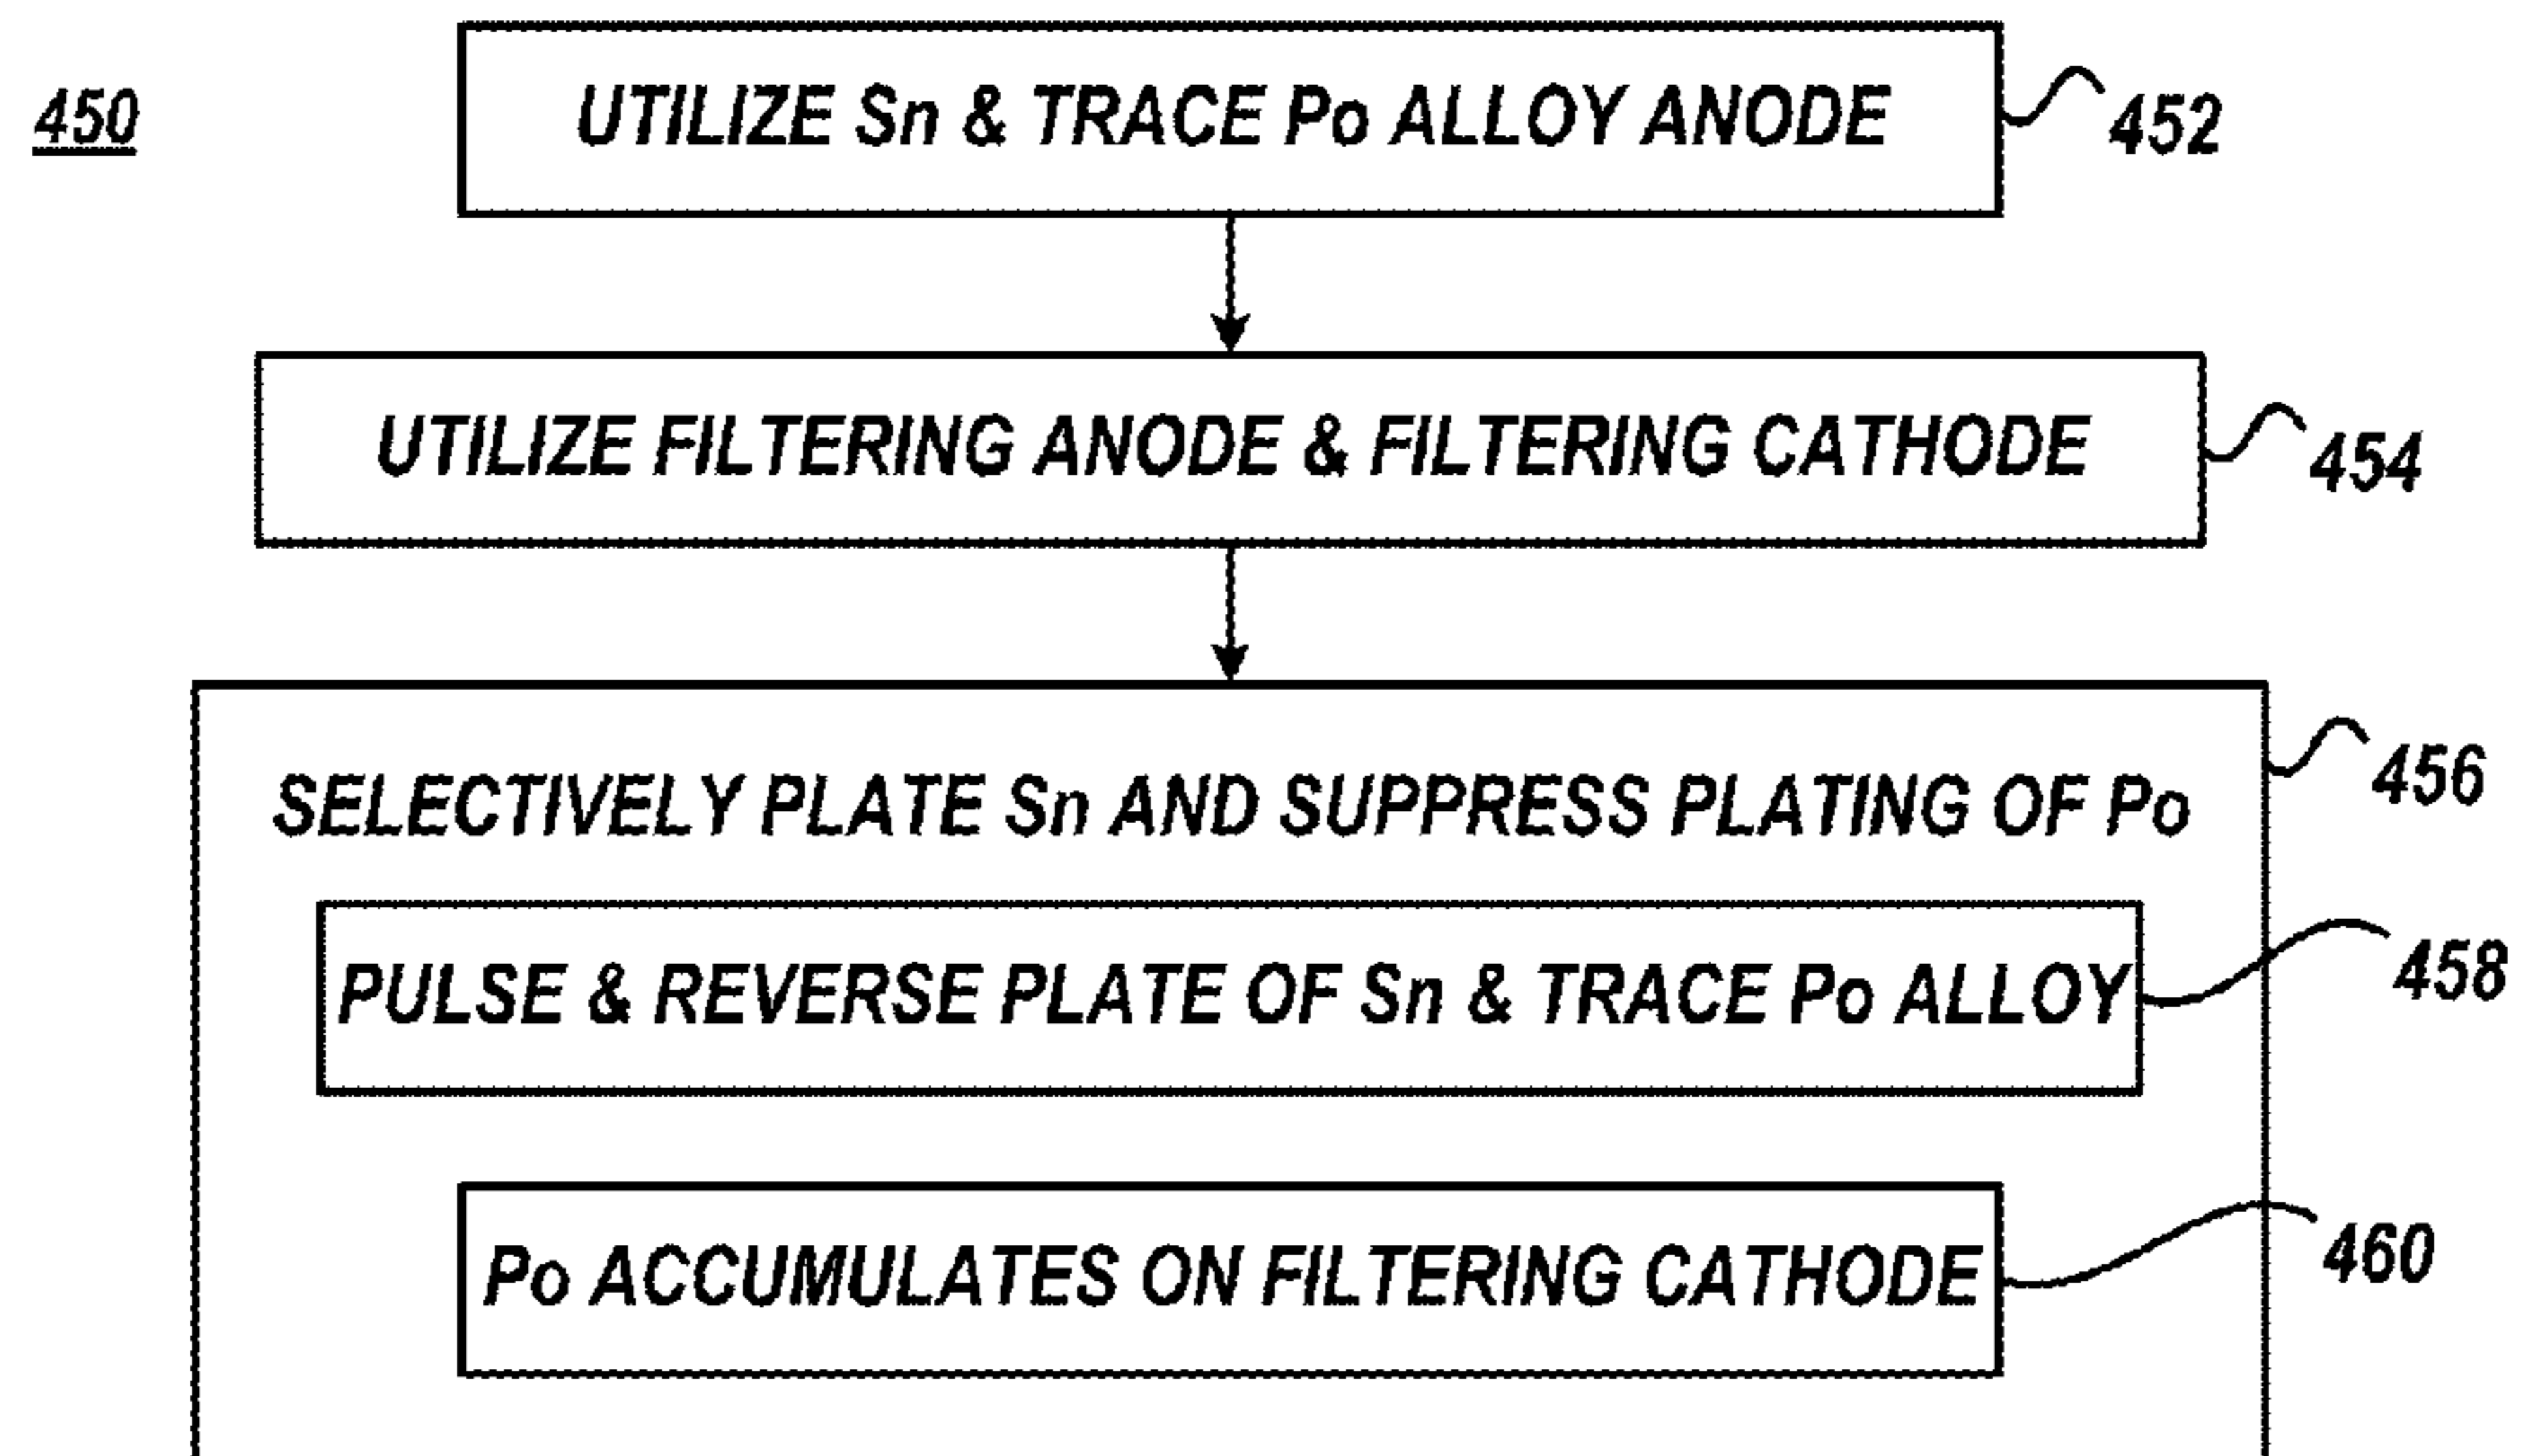 450
UTILIZE Sn & TRACE Po ALLOY ANODE
452
UTILIZE FILTERING ANODE & FILTERING CATHODE
454
SELECTIVELY PLATE Sn AND SUPPRESS PLATING OF Po
456
PULSE & REVERSE PLATE OF Sn & TRACE Po ALLOY
458
Po ACCUMULATES ON FILTERING CATHODE
460